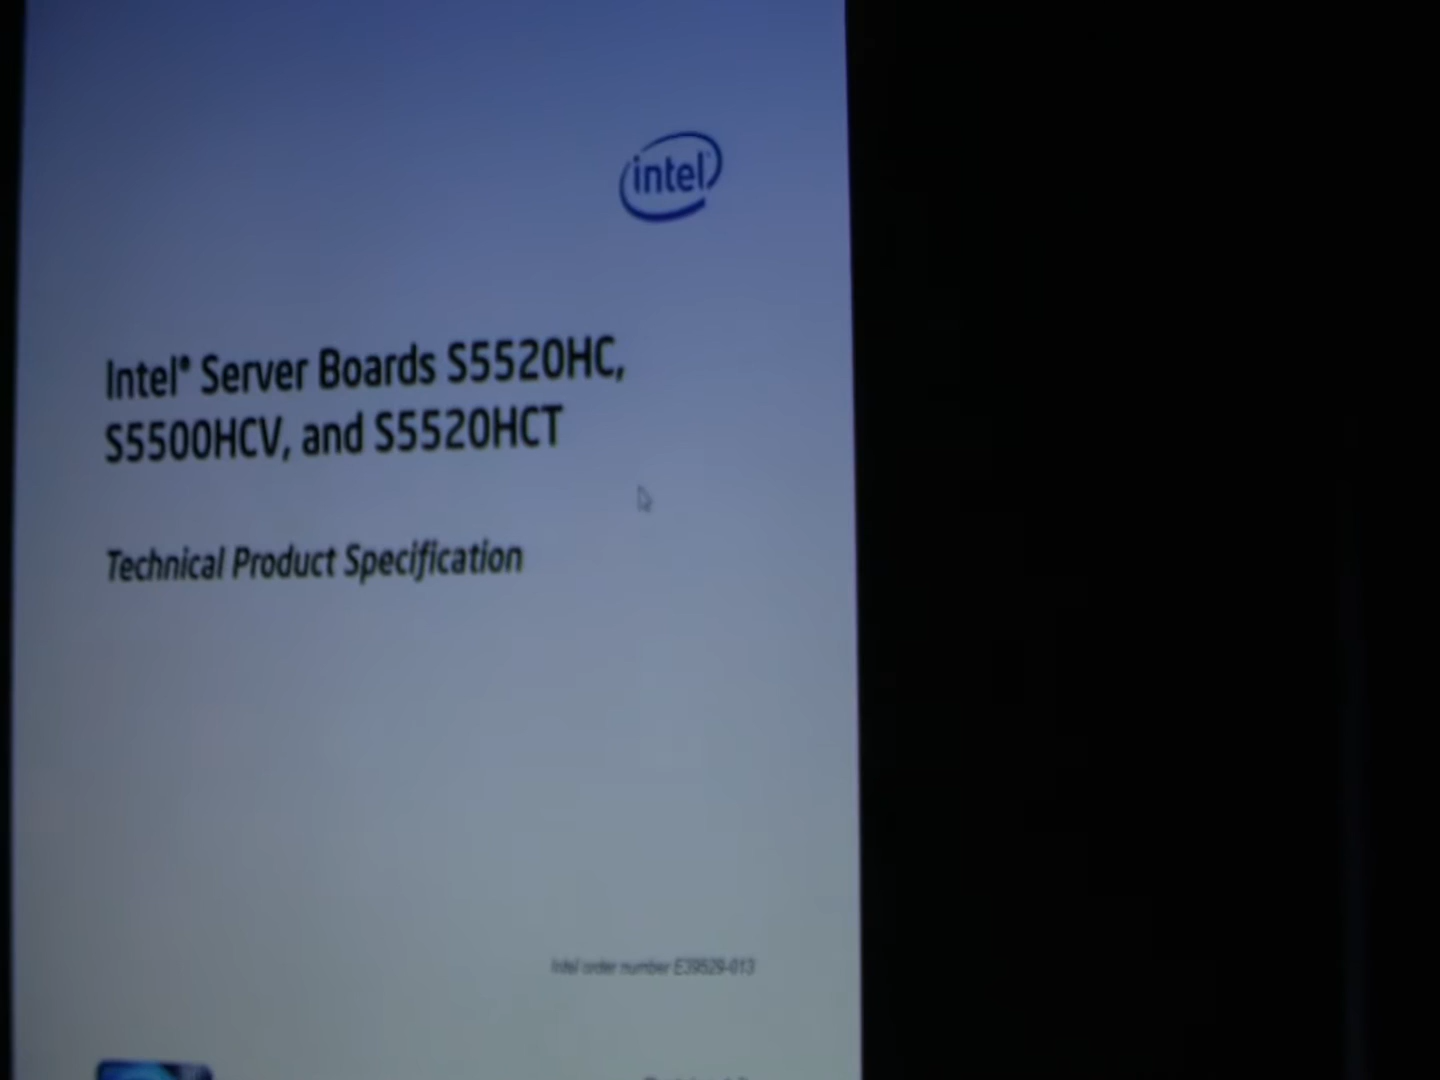 intel
Intel® Server Boards S5520HC,
S5500HCV, and S5520HCT
Technical Product Specification
Intel order number E39529-013